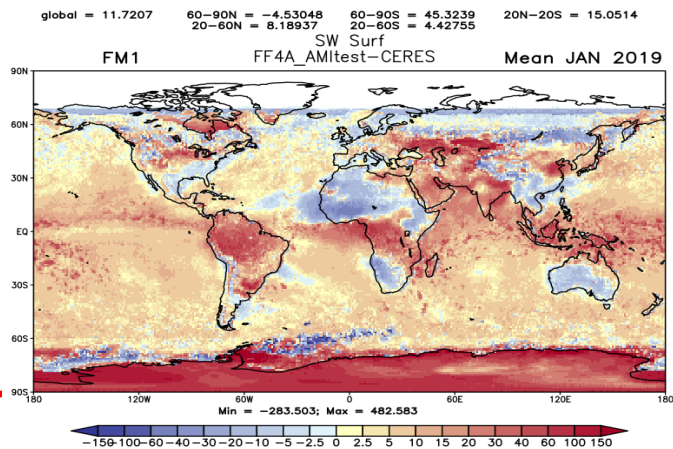 global = 11.7207 60-90N = -4.53048 60-90S = 45.3239 20N-20S = 15.0514
20-60N = 8.18937 20-60S = 4.42755
SW Surf
FM1 FF4A_AMItest-CERES Mean JAN 2019
90N
60N
30N
EQ
30S
60S
90S
180 120W 60W 0 60E 120E 180
Min = -283.503; Max = 482.583
-150 -100 -60 -40 -30 -20 -10 -5 -2.5 0 2.5 5 10 15 20 30 40 60 100 150